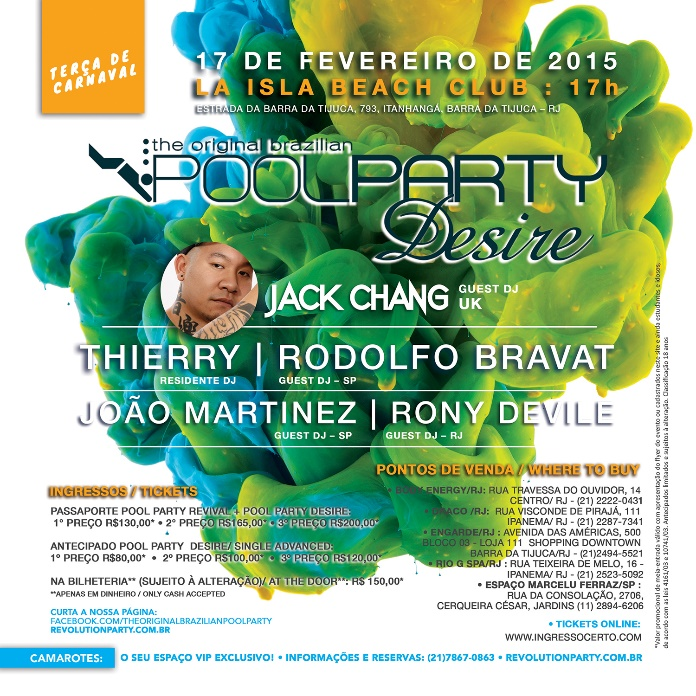 TERÇA DE
CARNAVAL
17 DE FEVEREIRO DE 2015
LA ISLA BEACH CLUB : 17h
ESTRADA DA BARRA DA TIJUCA, 793, ITANHANGÁ, BARRA DA TIJUCA – RJ
the original brazilian
POOLPARTY
Desire
JACK CHANG GUEST DJ
UK
THIERRY | RODOLFO BRAVAT
RESIDENTE DJ GUEST DJ – SP
JOÃO MARTINEZ | RONY DEVILE
GUEST DJ – SP GUEST DJ – RJ
INGRESSOS / TICKETS
PASSAPORTE POOL PARTY REVIVAL + POOL PARTY DESIRE:
1º PREÇO R$130,00* • 2º PREÇO R$165,00* • 3º PREÇO R$200,00*
ANTECIPADO POOL PARTY DESIRE/ SINGLE ADVANCED:
1º PREÇO R$80,00* • 2º PREÇO R$100,00* • 3º PREÇO R$120,00*
NA BILHETERIA** (SUJEITO À ALTERAÇÃO)/ AT THE DOOR**: R$ 150,00*
**APENAS EM DINHEIRO / ONLY CASH ACCEPTED
CURTA A NOSSA PÁGINA:
FACEBOOK.COM/THEORIGINALBRAZILIANPOOLPARTY
REVOLUTIONPARTY.COM.BR
PONTOS DE VENDA / WHERE TO BUY
• BODY ENERGY/RJ: RUA TRAVESSA DO OUVIDOR, 14
CENTRO/ RJ - (21) 2222-0431
• DRACO /RJ: RUA VISCONDE DE PIRAJÁ, 111
IPANEMA/ RJ - (21) 2287-7341
• ENGARDE/RJ : AVENIDA DAS AMÉRICAS, 500
BLOCO 03 - LOJA 111 SHOPPING DOWNTOWN
BARRA DA TIJUCA/RJ - (21)2494-5521
• RIO G SPA/RJ : RUA TEIXEIRA DE MELO, 16 -
IPANEMA/ RJ - (21) 2523-5092
• ESPAÇO MARCELU FERRAZ/SP :
RUA DA CONSOLAÇÃO, 2706,
CERQUEIRA CÉSAR, JARDINS (11) 2894-6206
• TICKETS ONLINE:
WWW.INGRESSOCERTO.COM
*Valor promocional de meia-entrada válido com apresentação do flyer do evento ou cadastrados neste site e ainda estudantes e idosos,
de acordo com as leis 4161/03 e 10741/03. Antecipados limitados e sujeitos à alteração. Classificação 18 anos
CAMAROTES: O SEU ESPAÇO VIP EXCLUSIVO! • INFORMAÇÕES E RESERVAS: (21)7867-0863 • REVOLUTIONPARTY.COM.BR